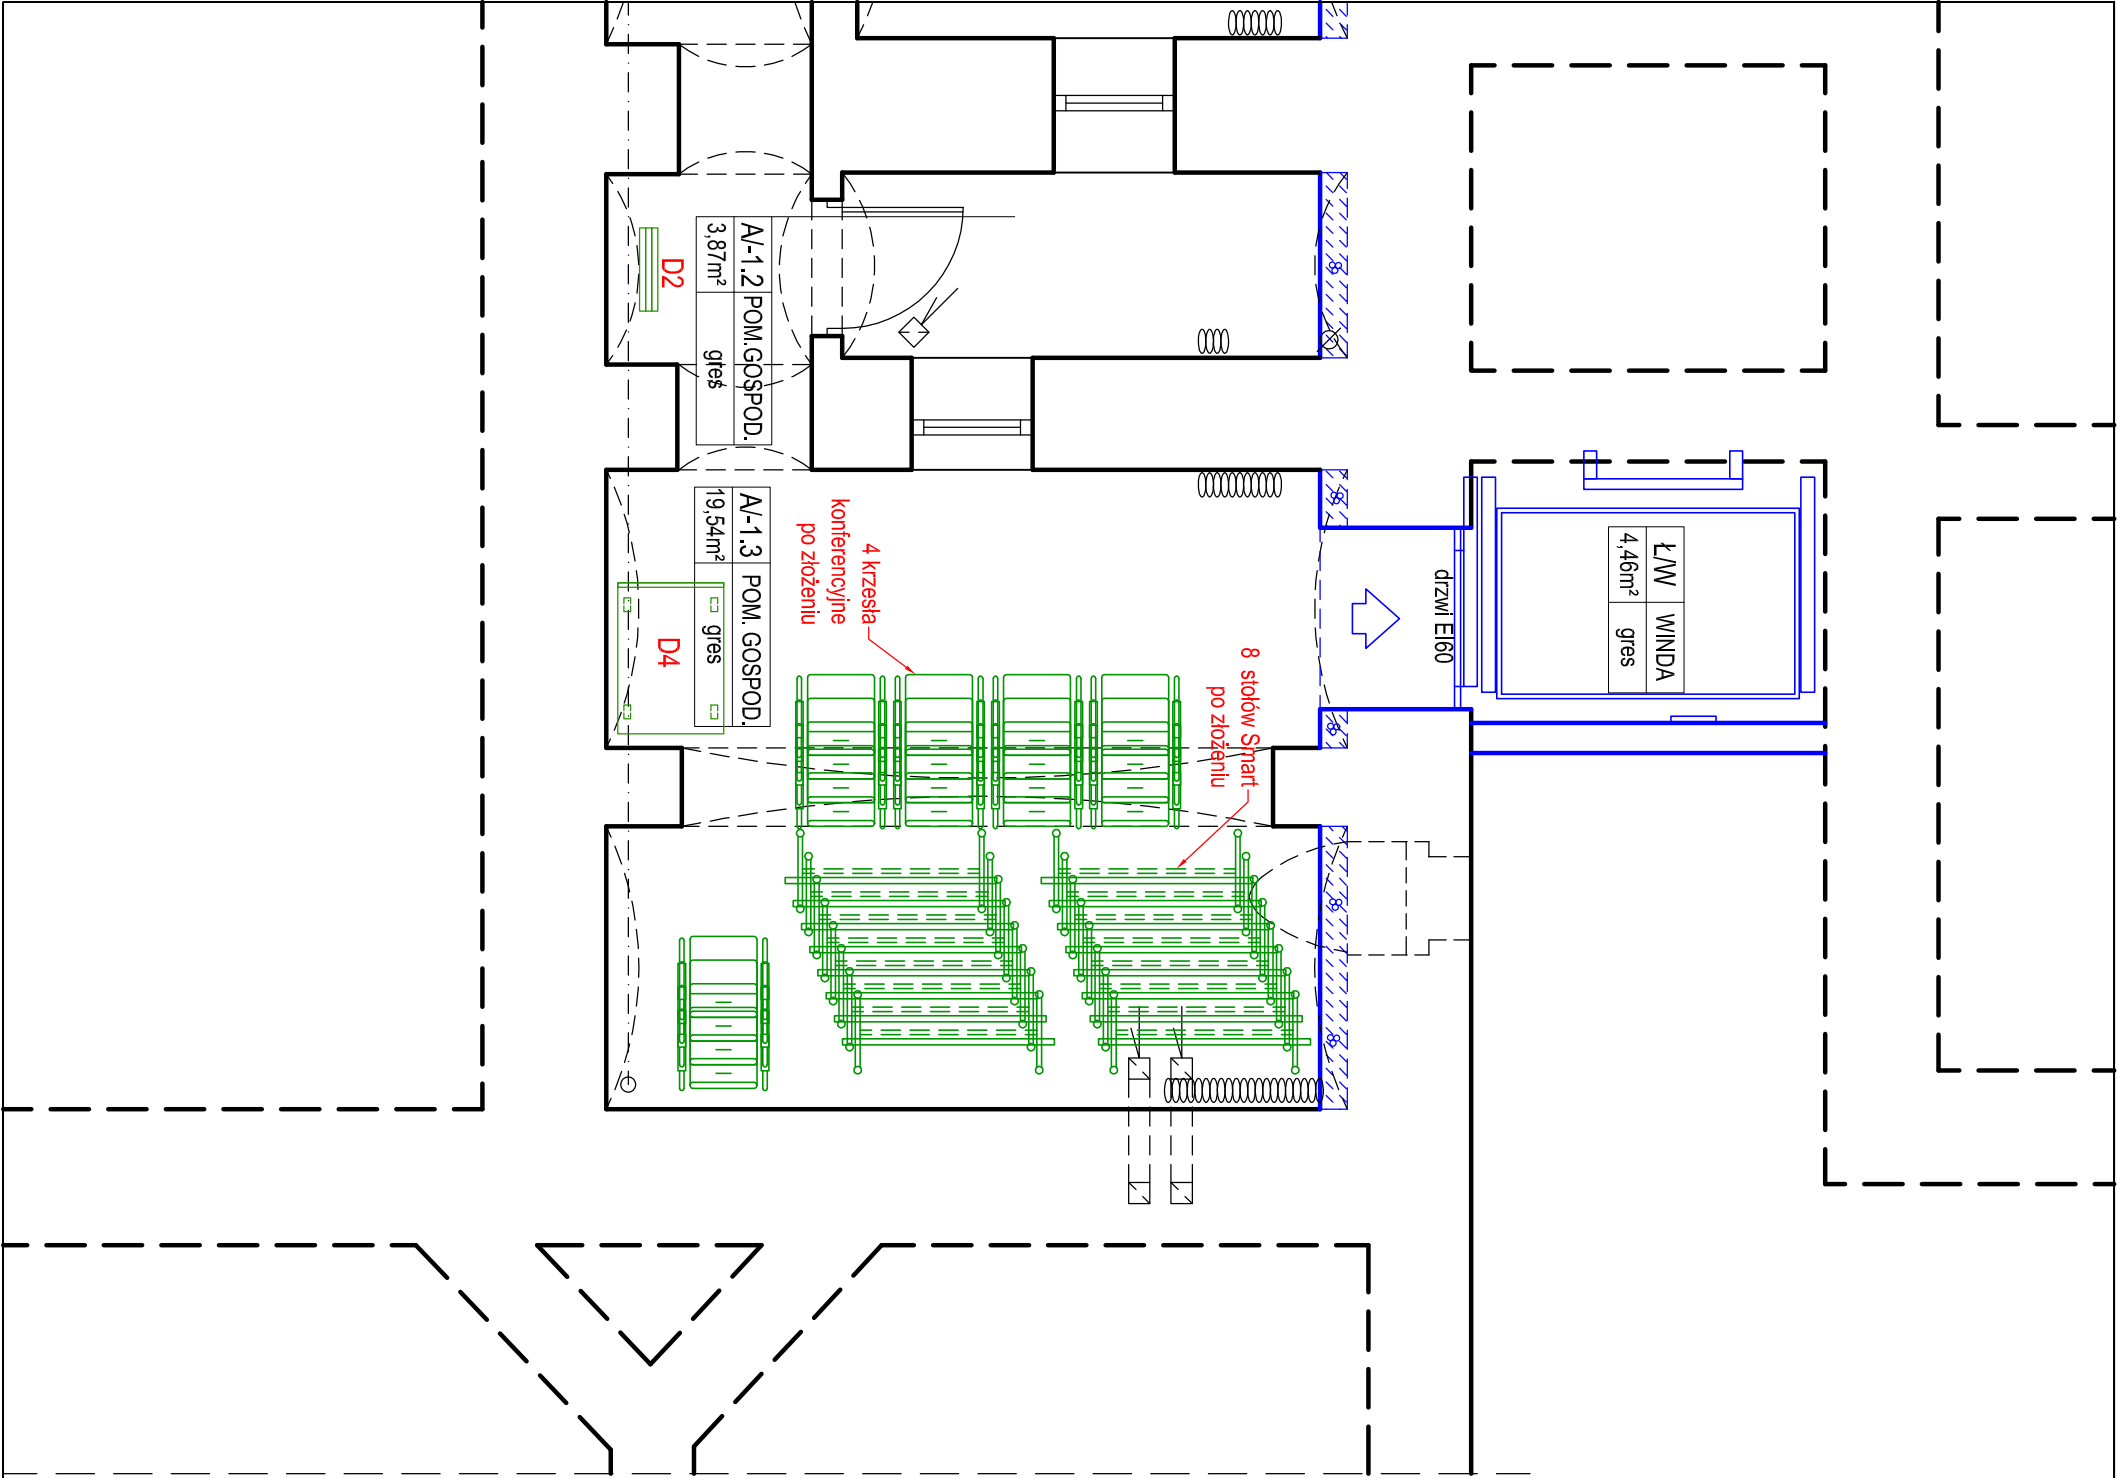 A/-1.2 POM.GOSPOD.
3,87m² gres
D2
A/-1.3 POM. GOSPOD.
19,54m² gres
D4
4 krzesła
konferencyjne
po złożeniu
8 stołów Smart
po złożeniu
drzwi EI60
Ł/W WINDA
4,46m² gres